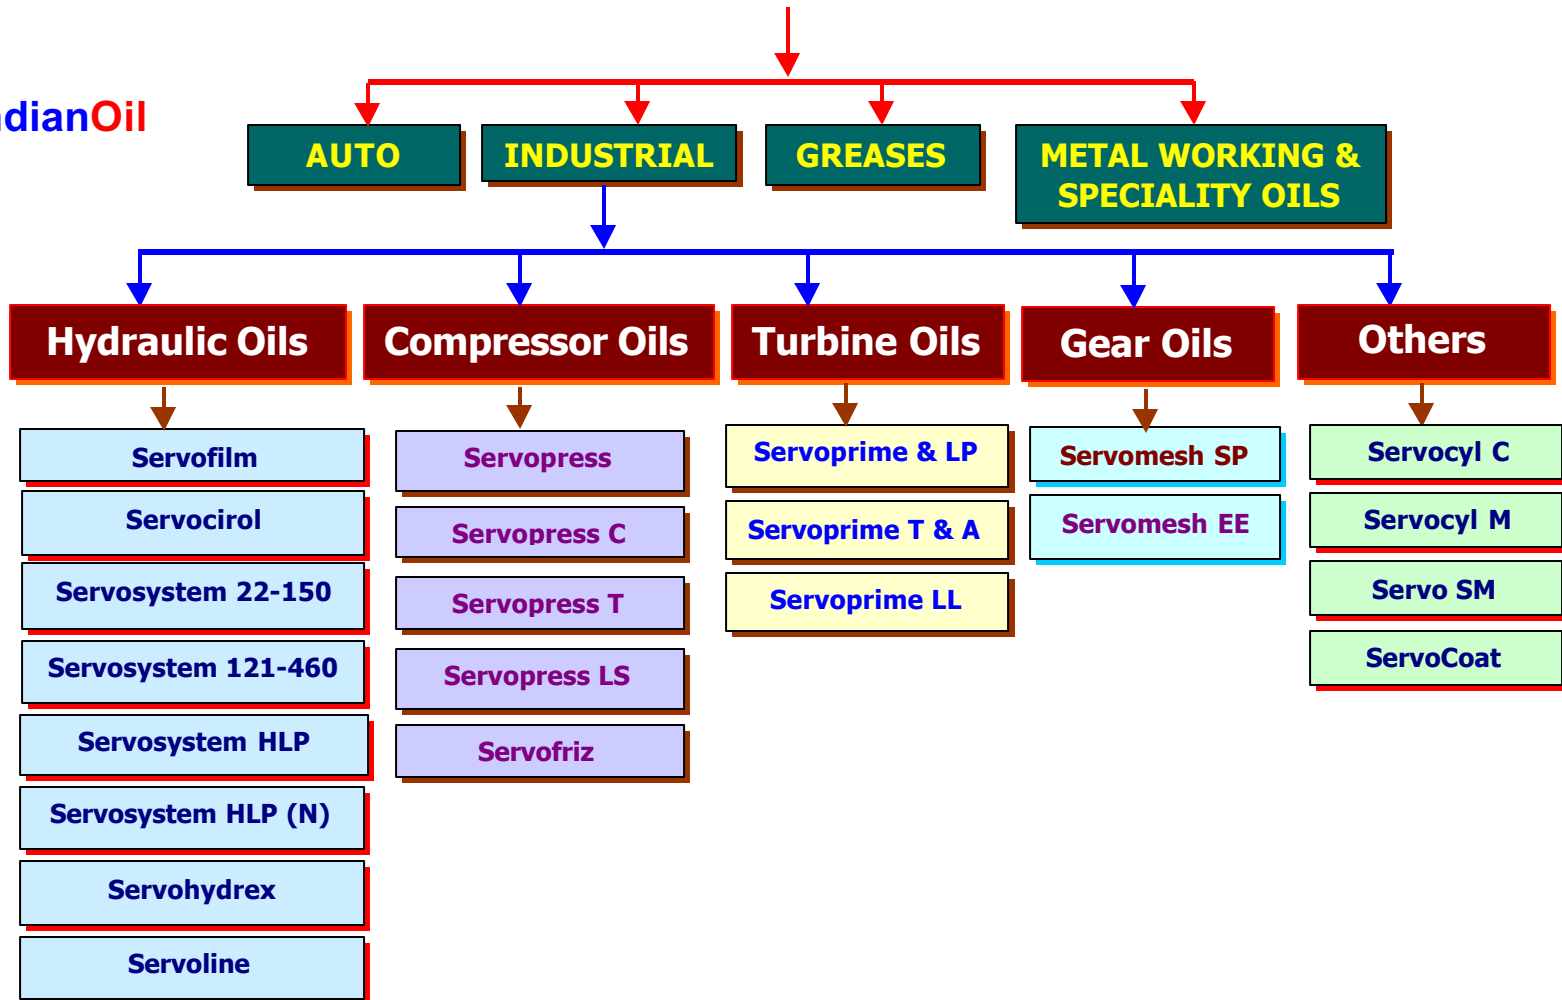 ndianOil
AUTO
INDUSTRIAL
GREASES
METAL WORKING &
SPECIALITY OILS
Hydraulic Oils
Compressor Oils
Turbine Oils
Gear Oils
Others
Servofilm
Servocirol
Servosystem 22-150
Servosystem 121-460
Servosystem HLP
Servosystem HLP (N)
Servohydrex
Servoline
Servopress
Servopress C
Servopress T
Servopress LS
Servofriz
Servoprime & LP
Servoprime T & A
Servoprime LL
Servomesh SP
Servomesh EE
Servocyl C
Servocyl M
Servo SM
ServoCoat